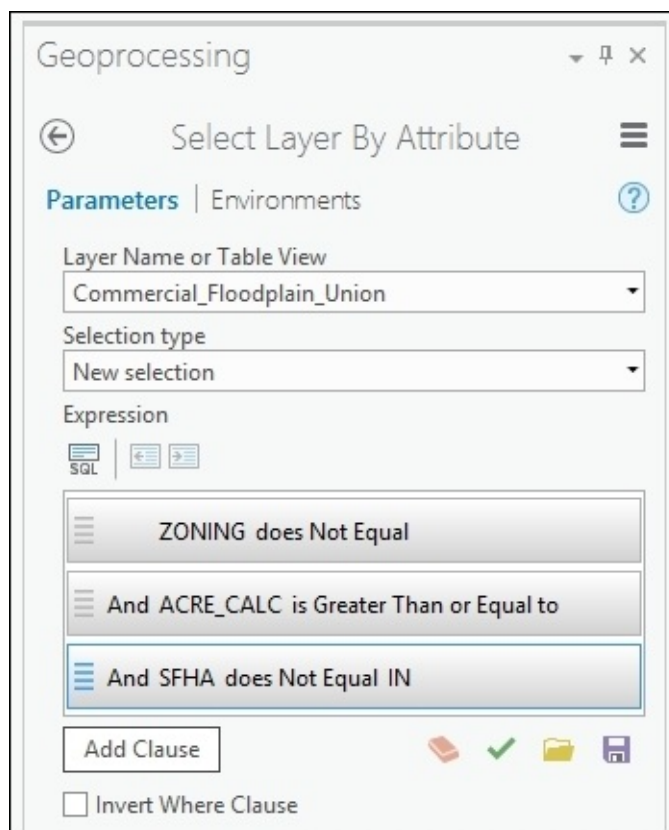 Geoprocessing
Select Layer By Attribute
Parameters | Environments
Layer Name or Table View
Commercial_Floodplain_Union
Selection type
New selection
Expression
SQL
ZONING does Not Equal
And ACRE_CALC is Greater Than or Equal to
And SFHA does Not Equal IN
Add Clause
Invert Where Clause